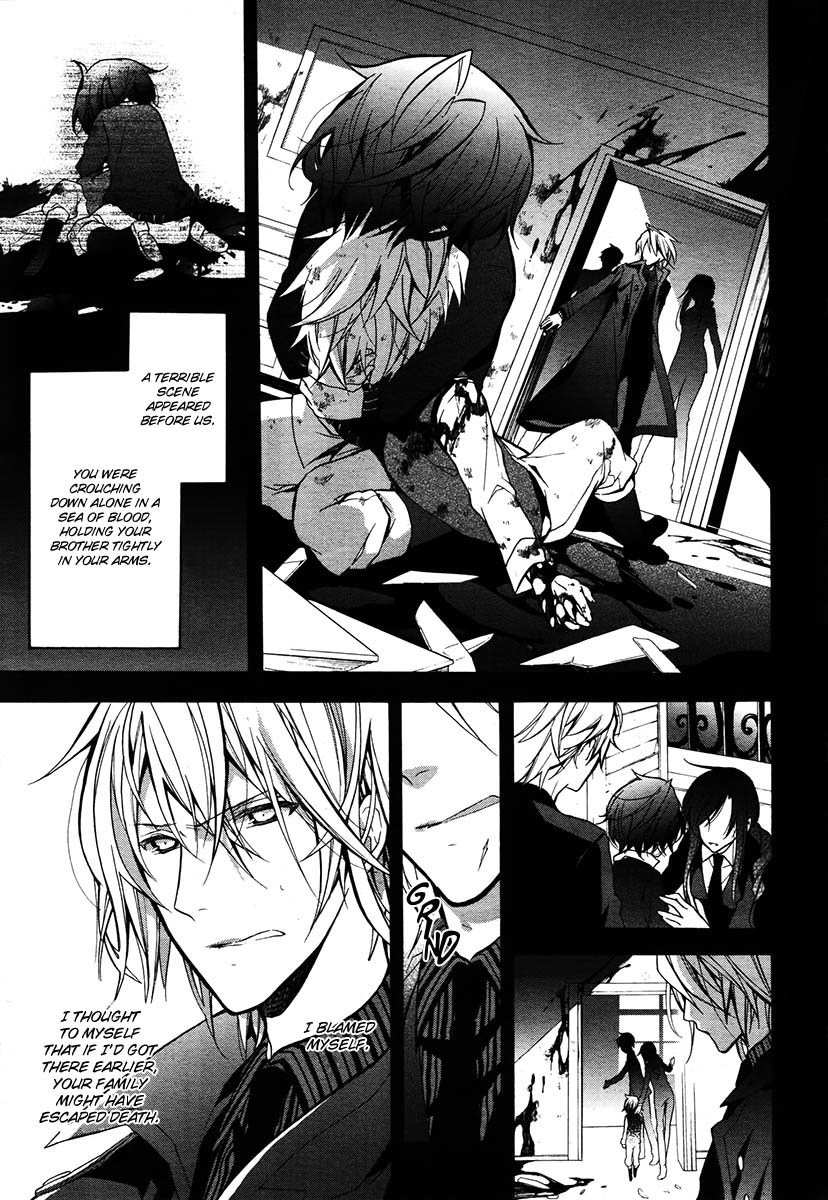 A TERRIBLE
SCENE
APPEARED
BEFORE US.
YOU WERE
CROUCHING
DOWN ALONE IN A
SEA OF BLOOD,
HOLDING YOUR
BROTHER TIGHTLY
IN YOUR ARMS.
GRIND
I BLAMED
MYSELF.
I THOUGHT
TO MYSELF
THAT IF I'D GOT
THERE EARLIER,
YOUR FAMILY
MIGHT HAVE
ESCAPED DEATH.